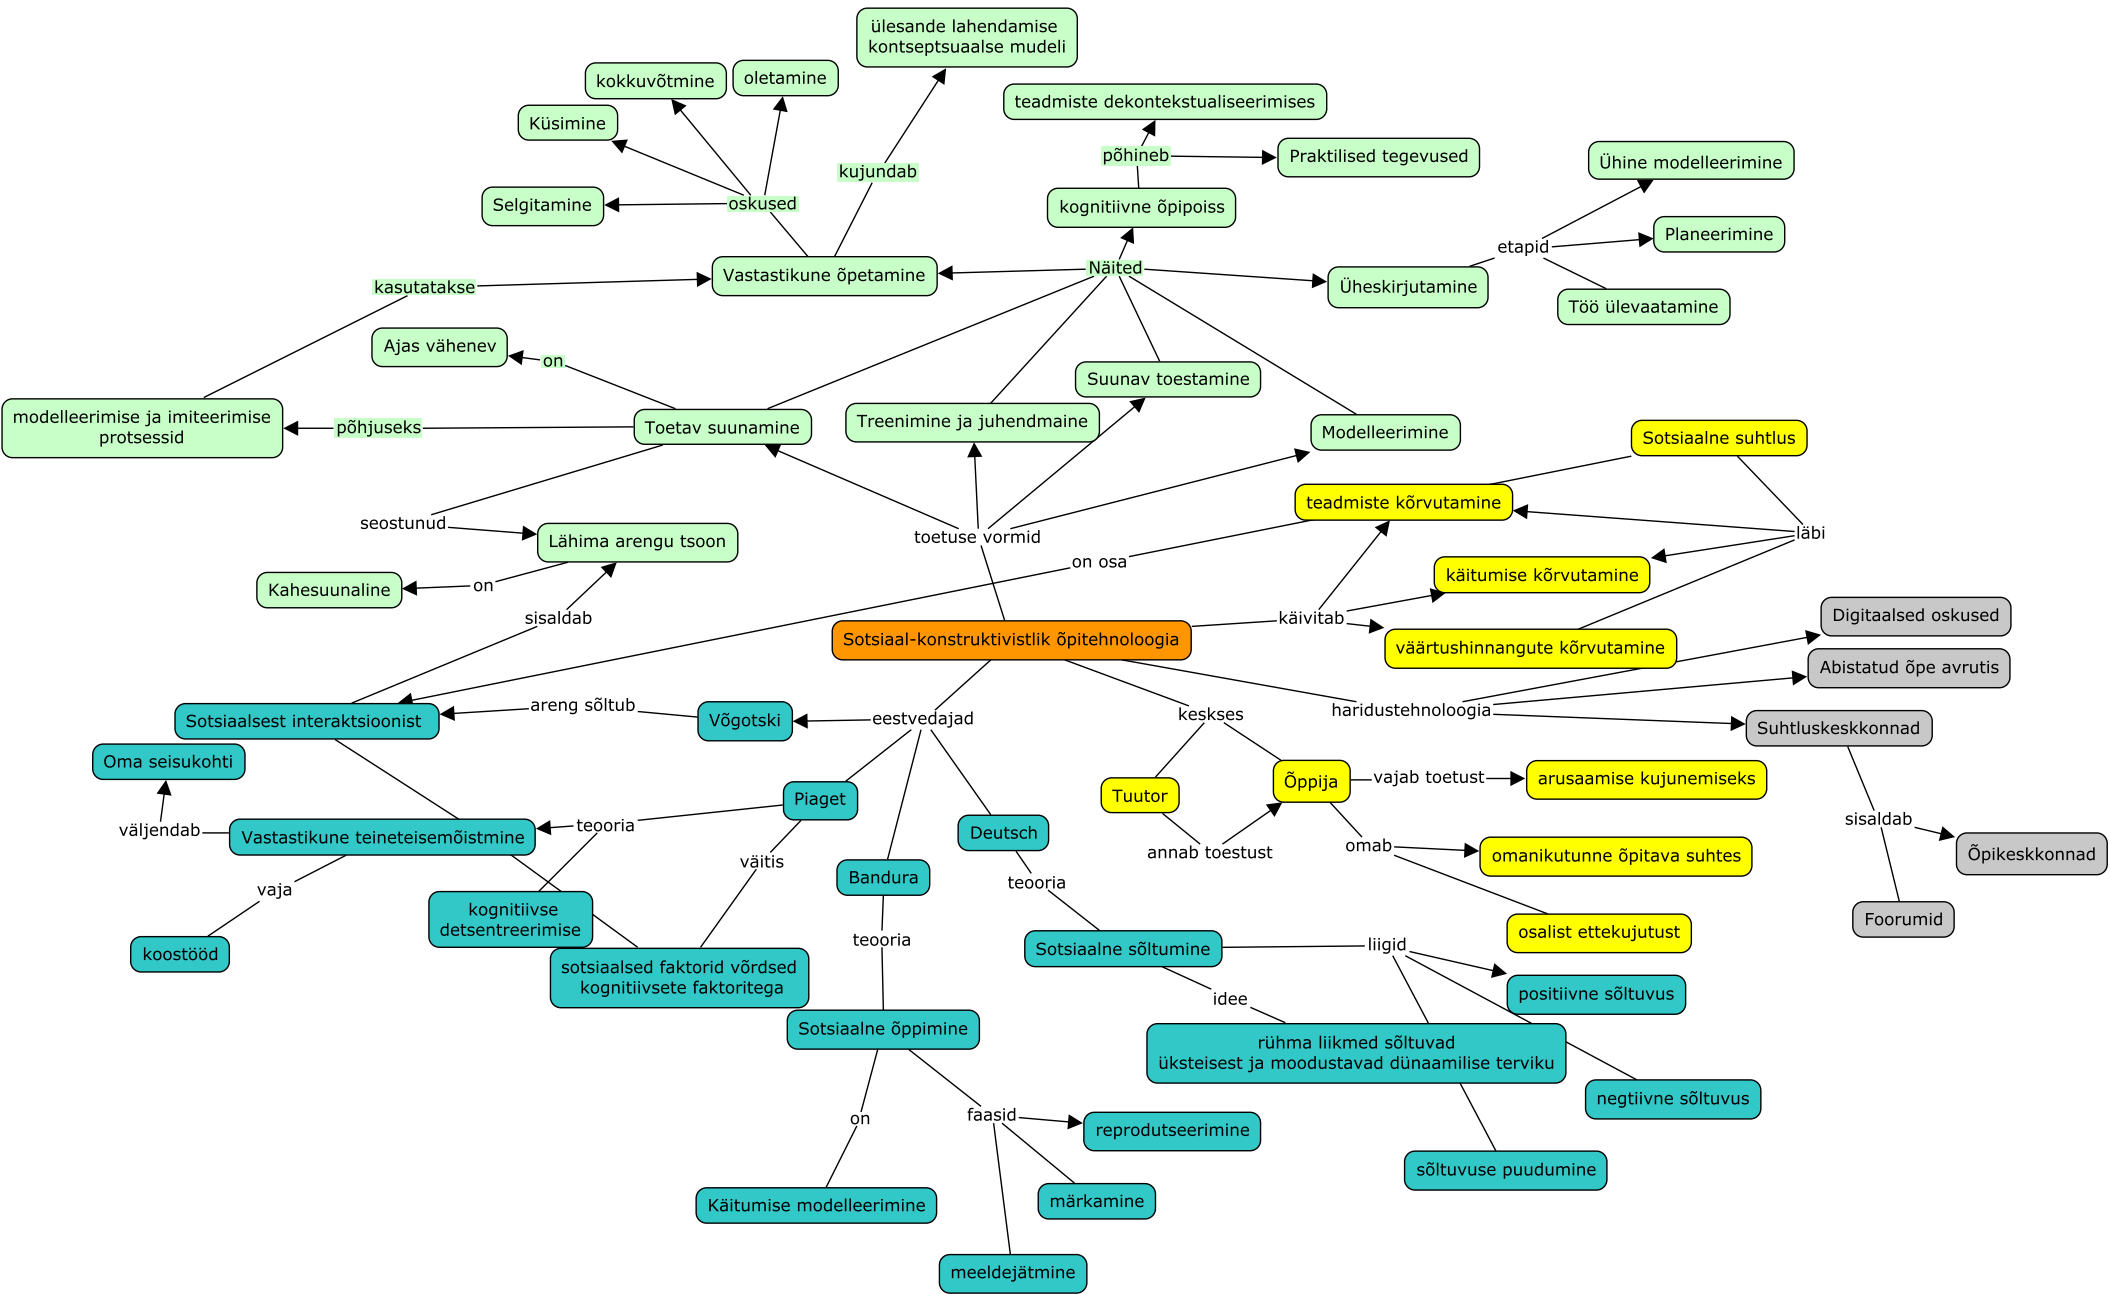 ülesande lahendamise
kontseptsuaalse mudeli
kokkuvõtmine
oletamine
teadmiste dekontekstualiseerimises
Küsimine
põhineb
Praktilised tegevused
Ühine modelleerimine
kujundab
Selgitamine
oskused
kognitiivne õpipoiss
Planeerimine
etapid
Vastastikune õpetamine
Näited
Üheskirjutamine
kasutatakse
Töö ülevaatamine
Ajas vähenev
on
Suunav toestamine
modelleerimise ja imiteerimise
protsessid
põhjuseks
Toetav suunamine
Treenimine ja juhendmaine
Modelleerimine
Sotsiaalne suhtlus
teadmiste kõrvutamine
seostunud
Lähima arengu tsoon
toetuse vormid
läbi
on osa
käitumise kõrvutamine
Kahesuunaline
on
sisaldab
käivitab
Digitaalsed oskused
Sotsiaal-konstruktivistlik õpitehnoloogia
väärtushinnangute kõrvutamine
Abistatud õpe avrutis
Sotsiaalsest interaktsioonist
areng sõltub
Võgotski
eestvedajad
keskses
haridustehnoloogia
Suhtluskeskkonnad
Oma seisukohti
Piaget
Tuutor
Õppija
vajab toetust
arusaamise kujunemiseks
väljendab
Vastastikune teineteisemõistmine
teooria
Deutsch
annab toestust
omab
omanikutunne õpitava suhtes
sisaldab
Õpikeskkonnad
väitis
Bandura
teooria
vaja
kognitiivse
detsentreerimise
osalist ettekujutust
Foorumid
koostööd
teooria
Sotsiaalne sõltumine
liigid
sotsiaalsed faktorid võrdsed
kognitiivsete faktoritega
idee
positiivne sõltuvus
Sotsiaalne õppimine
rühma liikmed sõltuvad
üksteisest ja moodustavad dünaamilise terviku
negtiivne sõltuvus
on
faasid
reprodutseerimine
sõltuvuse puudumine
Käitumise modelleerimine
märkamine
meeldejätmine